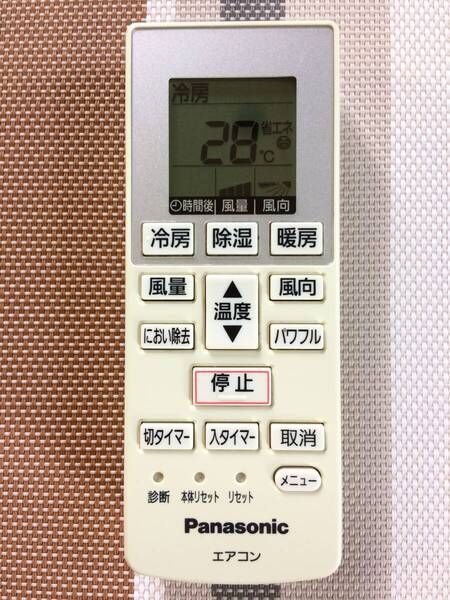 冷房
28℃ 省エネ
時間後 風量 風向
冷房 除湿 暖房
風量 温度 風向
におい除去 パワフル
停止
切タイマー 入タイマー 取消
メニュー
診断 本体リセット リセット
Panasonic
エアコン